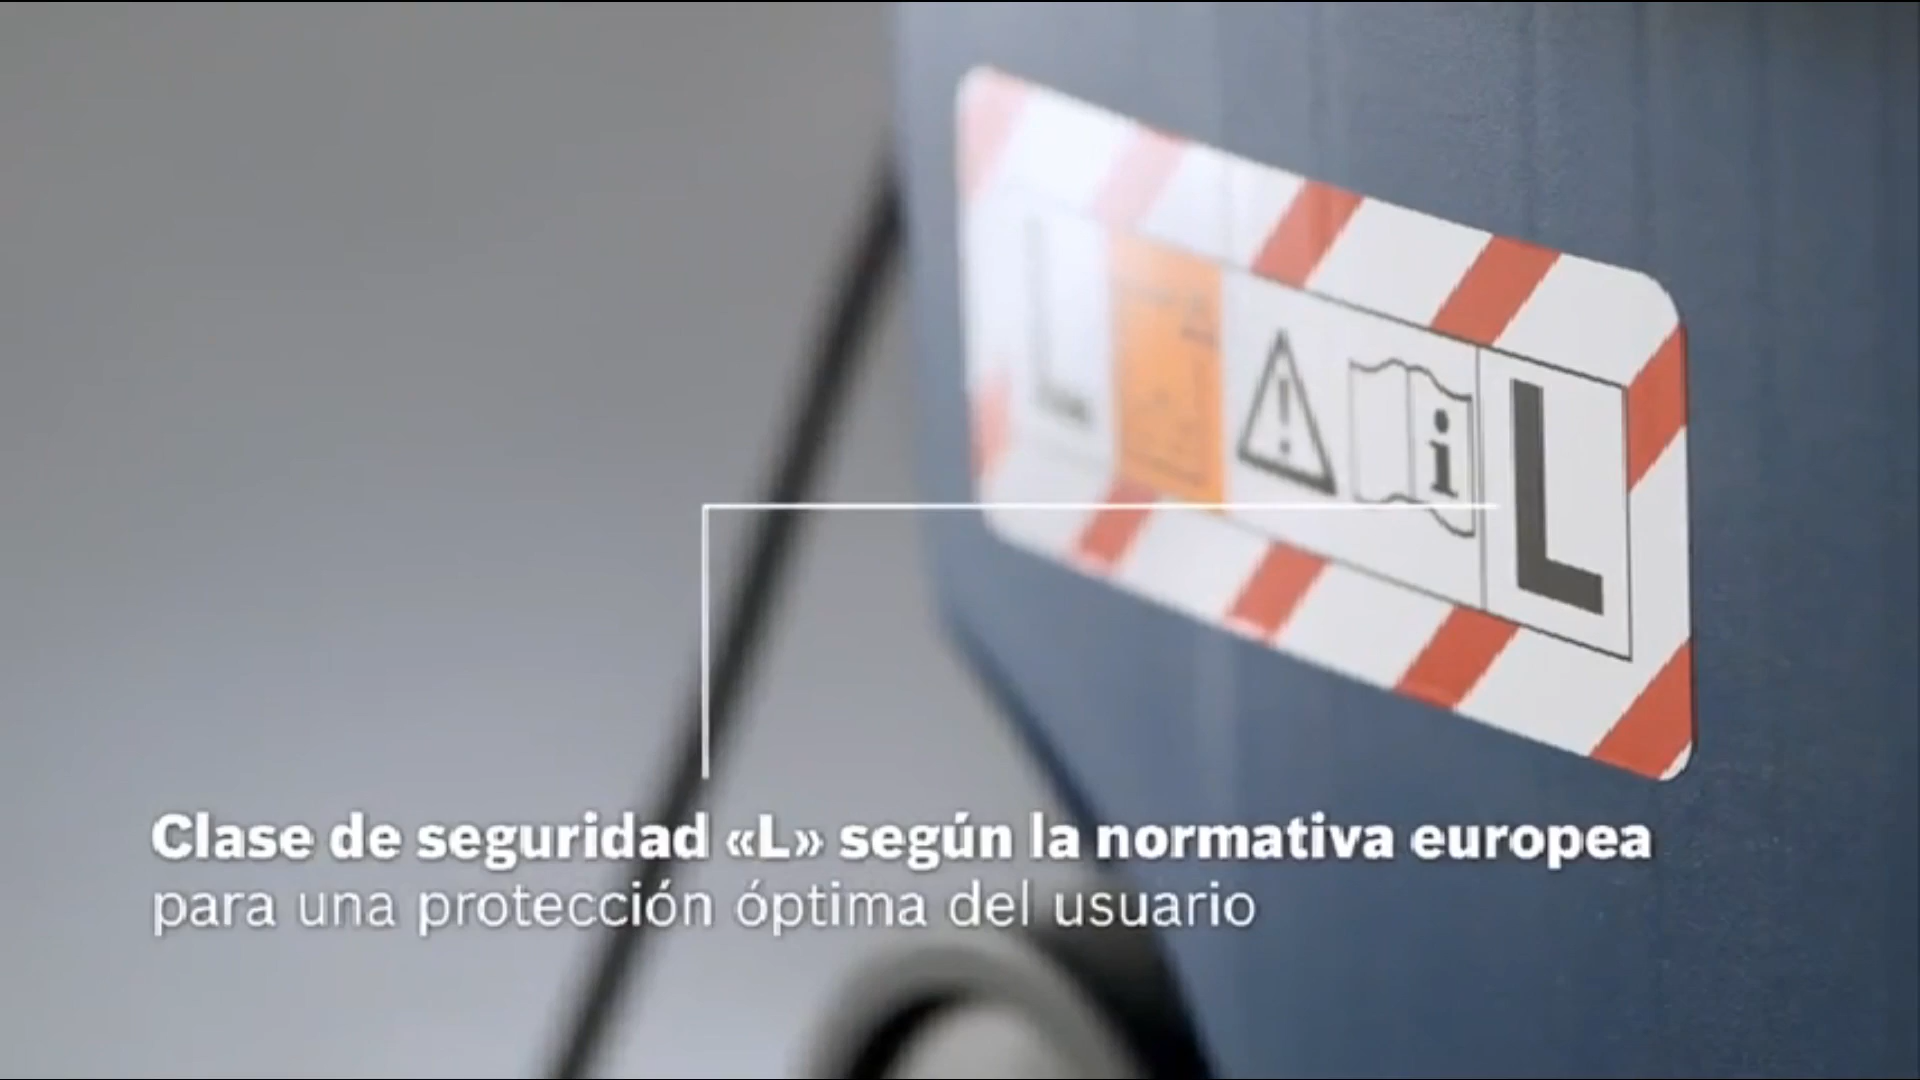 L
i
L
Clase de seguridad «L» según la normativa europea
para una protección óptima del usuario